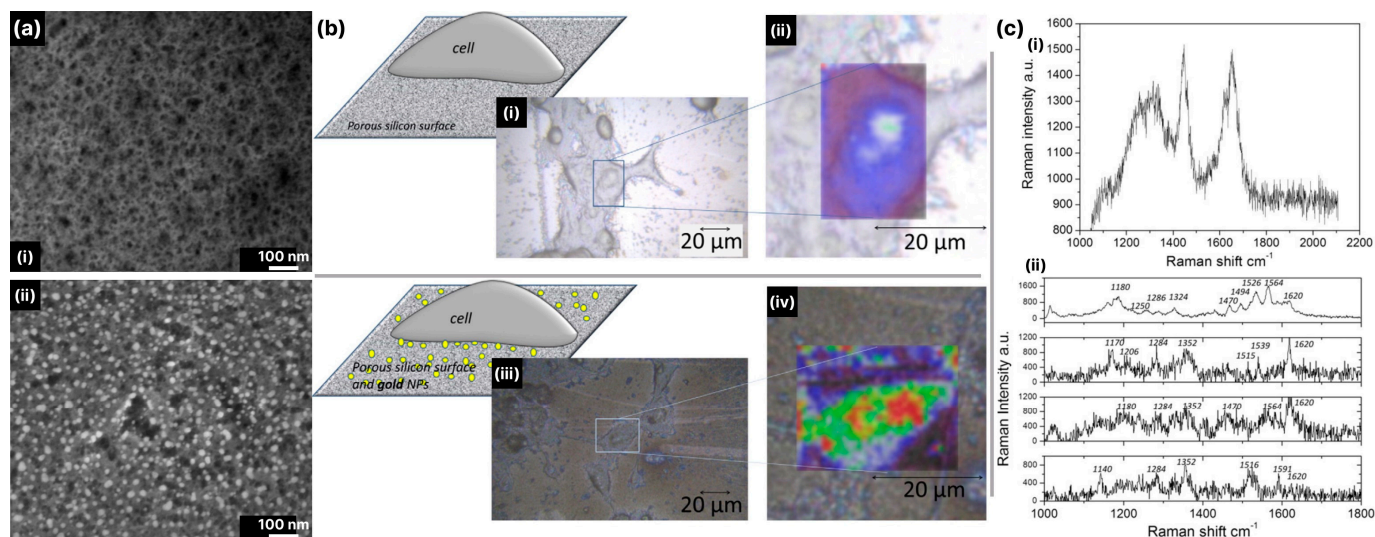 (a)
(i)
100 nm
(ii)
100 nm
(b)
cell
Porous silicon surface
(i)
20 µm
(ii)
20 µm
cell
Porous silicon surface
and gold NPs
(iii)
20 µm
(iv)
20 µm
(c)
(i)
Raman intensity a.u.
1600
1500
1400
1300
1200
1100
1000
900
800
1000 1200 1400 1600 1800 2000 2200
Raman shift cm-1
(ii)
Raman Intensity a.u.
1600
800
0
1180 1250 1286 1324 1470 1494 1526 1564 1620
1200
800
400
0
1170 1206 1284 1352 1515 1539 1620
1200
800
400
0
1180 1284 1352 1470 1564 1620
800
400
0
1140 1284 1352 1516 1591 1620
1000 1200 1400 1600 1800
Raman shift cm-1